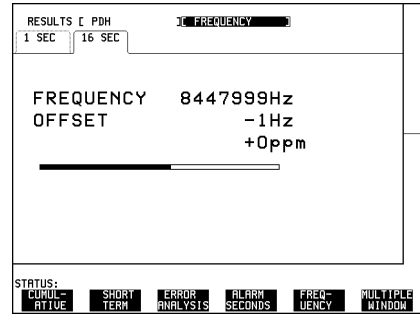 RESULTS [ PDH ][ FREQUENCY ]
1 SEC 16 SEC
FREQUENCY 8447999Hz
OFFSET -1Hz
+0ppm
STATUS:
CUMUL-ATIVE SHORT TERM ERROR ANALYSIS ALARM SECONDS FREQ-UENCY MULTIPLE WINDOW